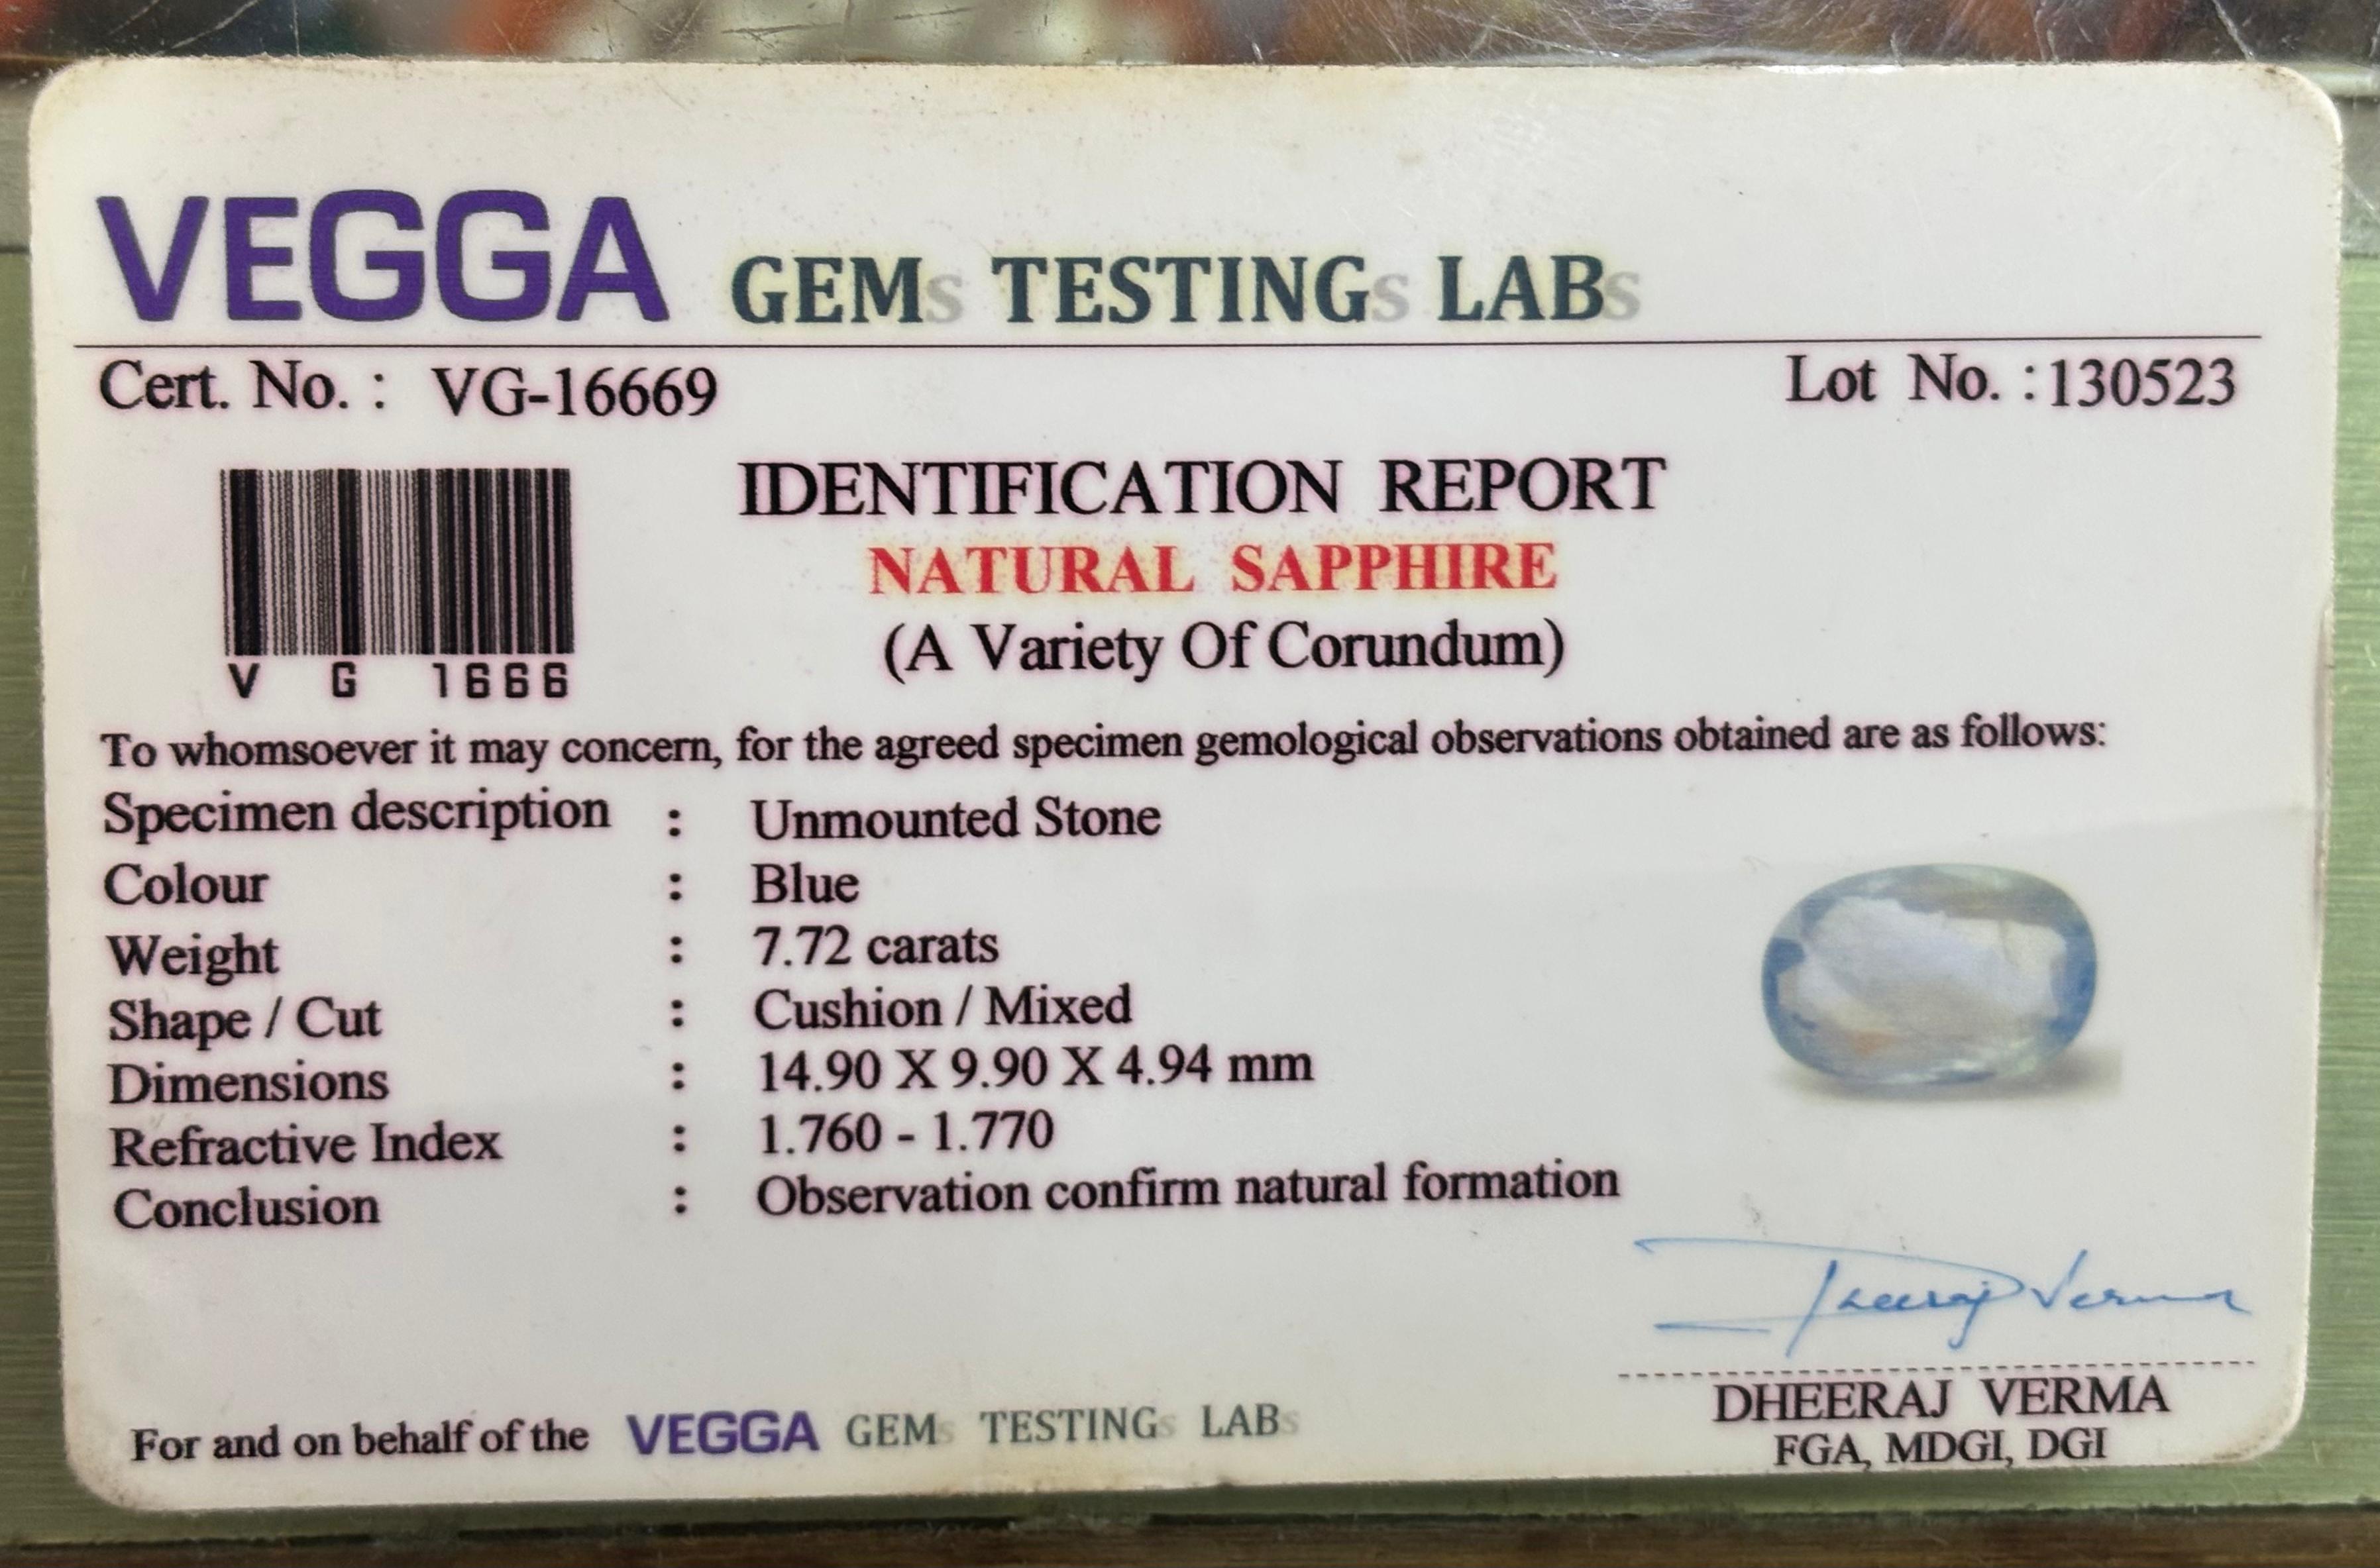 VEGGA GEMs TESTINGs LABs
Cert. No. : VG-16669
Lot No. : 130523
IDENTIFICATION REPORT
NATURAL SAPPHIRE
(A Variety Of Corundum)
V G 1666
To whomsoever it may concern, for the agreed specimen gemological observations obtained are as follows:
Specimen description : Unmounted Stone
Colour : Blue
Weight : 7.72 carats
Shape / Cut : Cushion / Mixed
Dimensions : 14.90 X 9.90 X 4.94 mm
Refractive Index : 1.760 - 1.770
Conclusion : Observation confirm natural formation
Dheeraj Verma
DHEERAJ VERMA
FGA, MDGI, DGI
For and on behalf of the VEGGA GEMs TESTINGs LABs